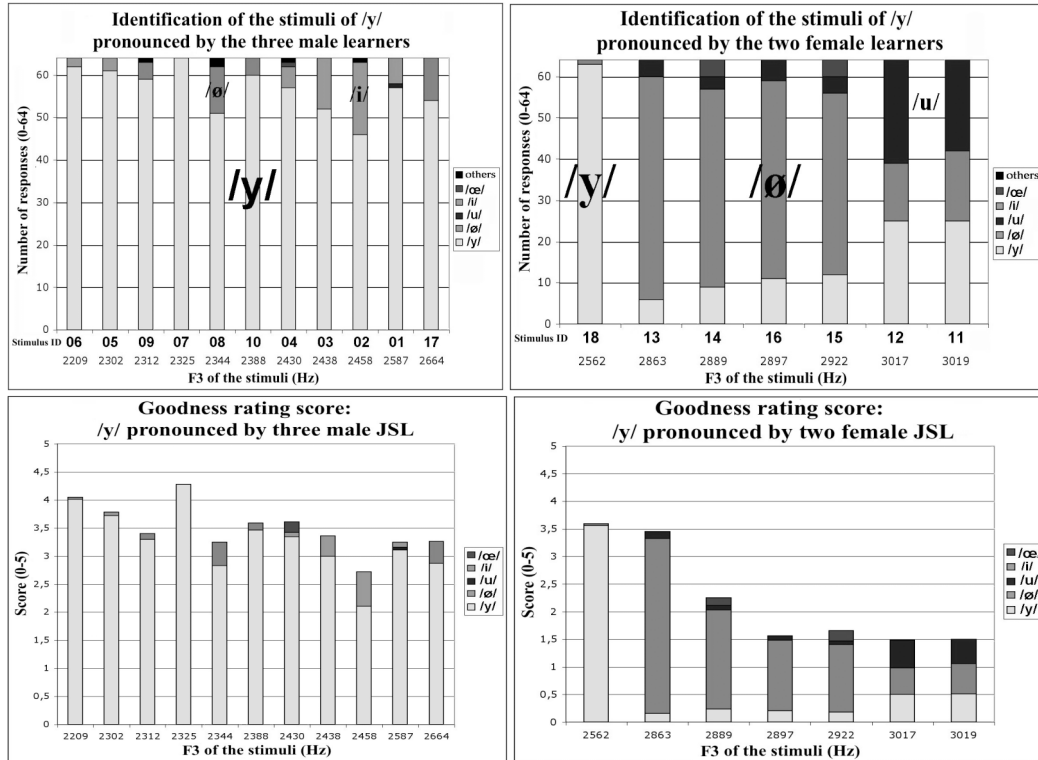 Identification of the stimuli of /y/
pronounced by the three male learners
Number of responses (0-64)
60
50
40
30
20
10
0
/ø/
/i/
/y/
others
/œ/
/i/
/u/
/ø/
/y/
Stimulus ID 06 05 09 07 08 10 04 03 02 01 17
2209 2302 2312 2325 2344 2388 2430 2438 2458 2587 2664
F3 of the stimuli (Hz)
Identification of the stimuli of /y/
pronounced by the two female learners
Number of responses (0-64)
60
50
40
30
20
10
0
/u/
/y/
/ø/
others
/œ/
/i/
/u/
/ø/
/y/
Stimulus ID 18 13 14 16 15 12 11
2562 2863 2889 2897 2922 3017 3019
F3 of the stimuli (Hz)
Goodness rating score:
/y/ pronounced by three male JSL
Score (0-5)
5
4,5
4
3,5
3
2,5
2
1,5
1
0,5
0
/œ/
/i/
/u/
/ø/
/y/
2209 2302 2312 2325 2344 2388 2430 2438 2458 2587 2664
F3 of the stimuli (Hz)
Goodness rating score:
/y/ pronounced by two female JSL
Score (0-5)
5
4,5
4
3,5
3
2,5
2
1,5
1
0,5
0
/œ/
/i/
/u/
/ø/
/y/
2562 2863 2889 2897 2922 3017 3019
F3 of the stimuli (Hz)